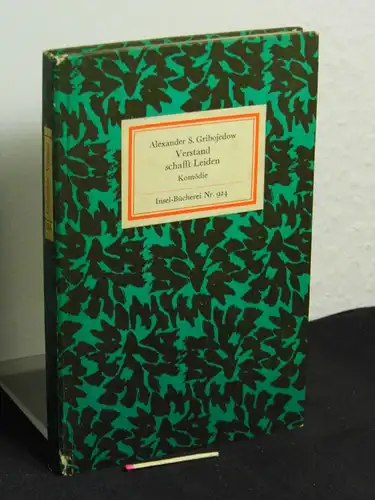 Alexander S. Gribojedow
Verstand
schafft Leiden
Komödie
Insel-Bücherei Nr. 924